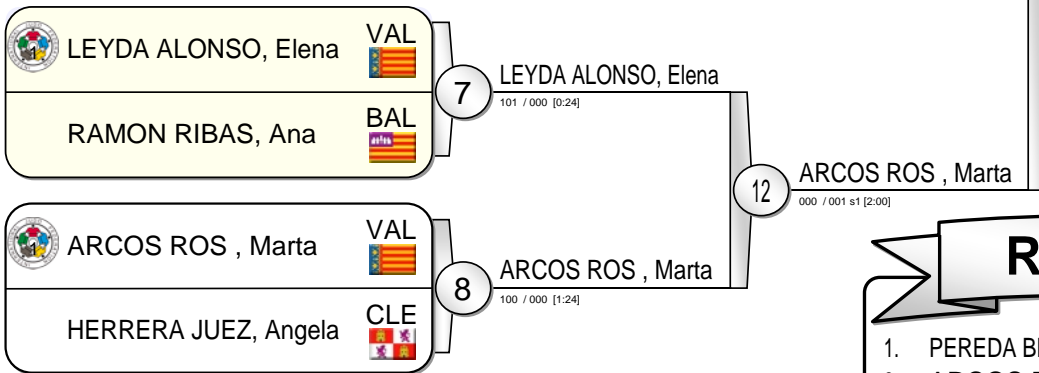 LEYDA ALONSO, Elena VAL
RAMON RIBAS, Ana BAL
7
LEYDA ALONSO, Elena
101 / 000 [0:24]
ARCOS ROS , Marta VAL
HERRERA JUEZ, Angela CLE
8
ARCOS ROS , Marta
100 / 000 [1:24]
12
ARCOS ROS , Marta
000 / 001 s1 [2:00]
R
1. PEREDA